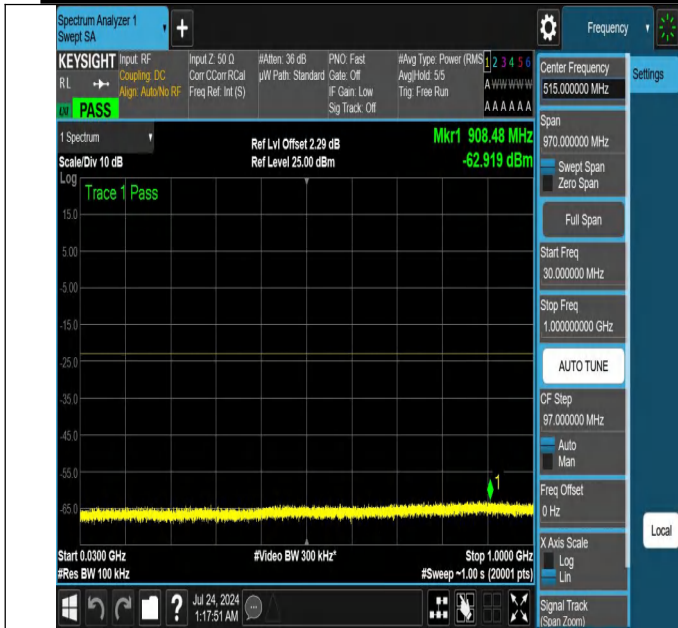 Spectrum Analyzer 1
Swept SA
+
Frequency
KEYSIGHT
RL
LXI
PASS
Input: RF
Coupling: DC
Align: Auto/No RF
Input Z: 50 Ω
Corr CCorr RCal
Freq Ref: Int (S)
#Atten: 36 dB
µW Path: Standard
PNO: Fast
Gate: Off
IF Gain: Low
Sig Track: Off
#Avg Type: Power (RMS
Avg|Hold: 5/5
Trig: Free Run
1 2 3 4 5 6
A W W W W W
A A A A A A
1 Spectrum
Scale/Div 10 dB
Ref Lvl Offset 2.29 dB
Ref Level 25.00 dBm
Mkr1 908.48 MHz
-62.919 dBm
Log
Trace 1 Pass
15.0
5.00
-5.00
-15.0
-25.0
-35.0
-45.0
-55.0
-65.0
1
Start 0.0300 GHz
#Res BW 100 kHz
#Video BW 300 kHz*
Stop 1.0000 GHz
#Sweep ~1.00 s (20001 pts)
?
Jul 24, 2024
1:17:51 AM
Center Frequency
515.000000 MHz
Settings
Span
970.000000 MHz
Swept Span
Zero Span
Full Span
Start Freq
30.000000 MHz
Stop Freq
1.000000000 GHz
AUTO TUNE
CF Step
97.000000 MHz
Auto
Man
Freq Offset
0 Hz
X Axis Scale
Log
Lin
Signal Track
(Span Zoom)
Local